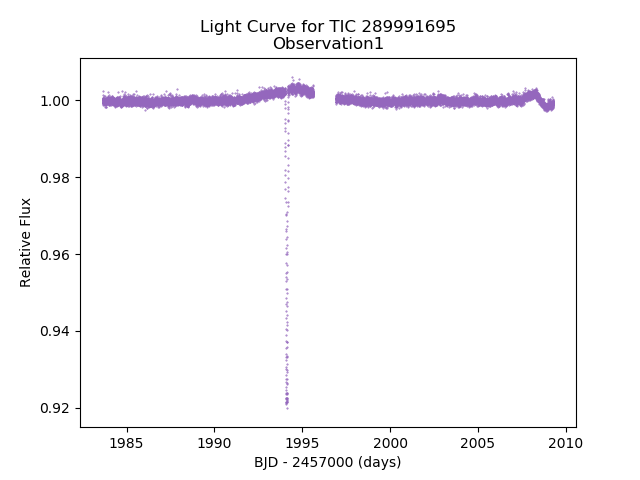 Light Curve for TIC 289991695
Observation1
1.00
0.98
0.96
0.94
0.92
Relative Flux
1985
1990
1995
2000
2005
2010
BJD - 2457000 (days)